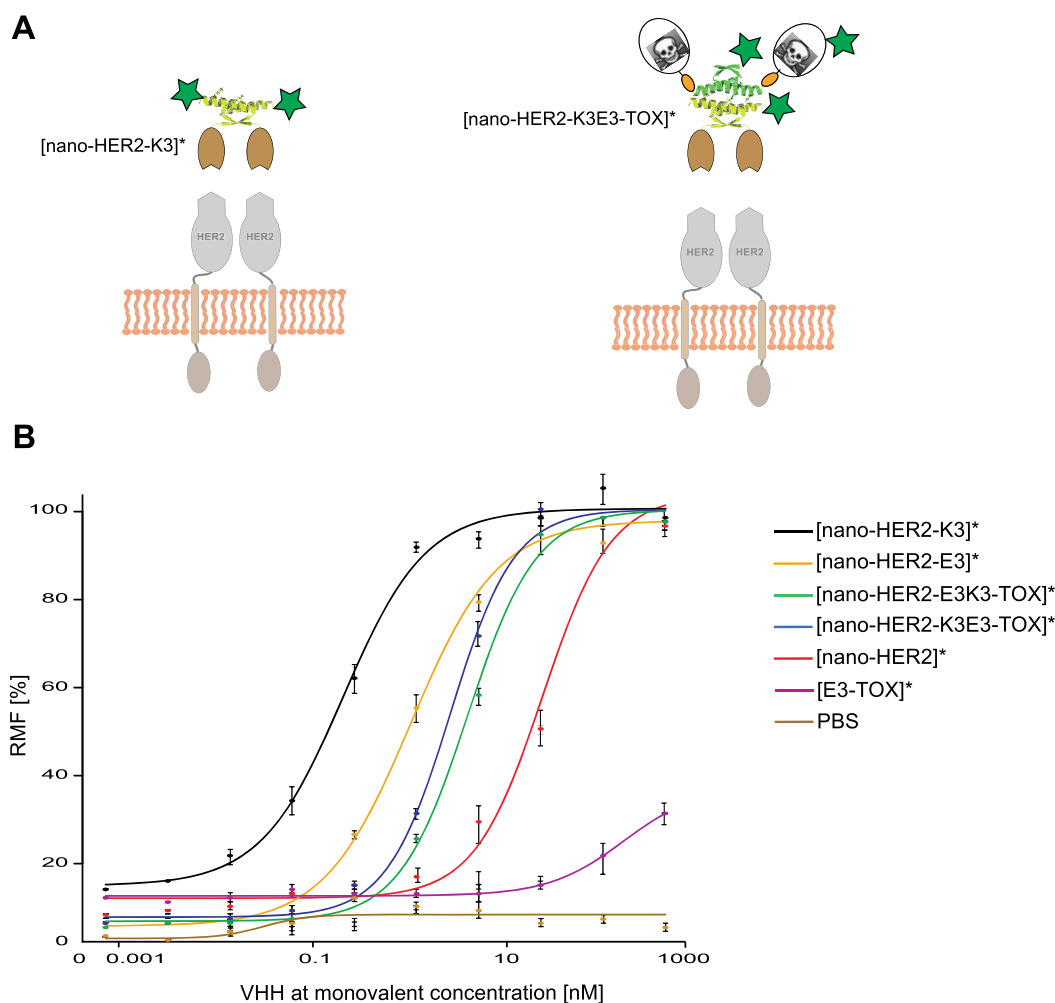 A
[nano-HER2-K3]*
HER2 HER2
[nano-HER2-K3E3-TOX]*
HER2 HER2
B
RMF [%]
100
80
60
40
20
0
0 0.001 0.1 10 1000
VHH at monovalent concentration [nM]
[nano-HER2-K3]*
[nano-HER2-E3]*
[nano-HER2-E3K3-TOX]*
[nano-HER2-K3E3-TOX]*
[nano-HER2]*
[E3-TOX]*
PBS